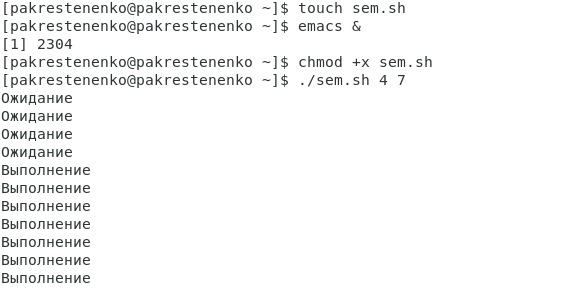 [pakrestenenko@pakrestenenko ~]$ touch sem.sh
[pakrestenenko@pakrestenenko ~]$ emacs &
[1] 2304
[pakrestenenko@pakrestenenko ~]$ chmod +x sem.sh
[pakrestenenko@pakrestenenko ~]$ ./sem.sh 4 7
Ожидание
Ожидание
Ожидание
Ожидание
Выполнение
Выполнение
Выполнение
Выполнение
Выполнение
Выполнение
Выполнение